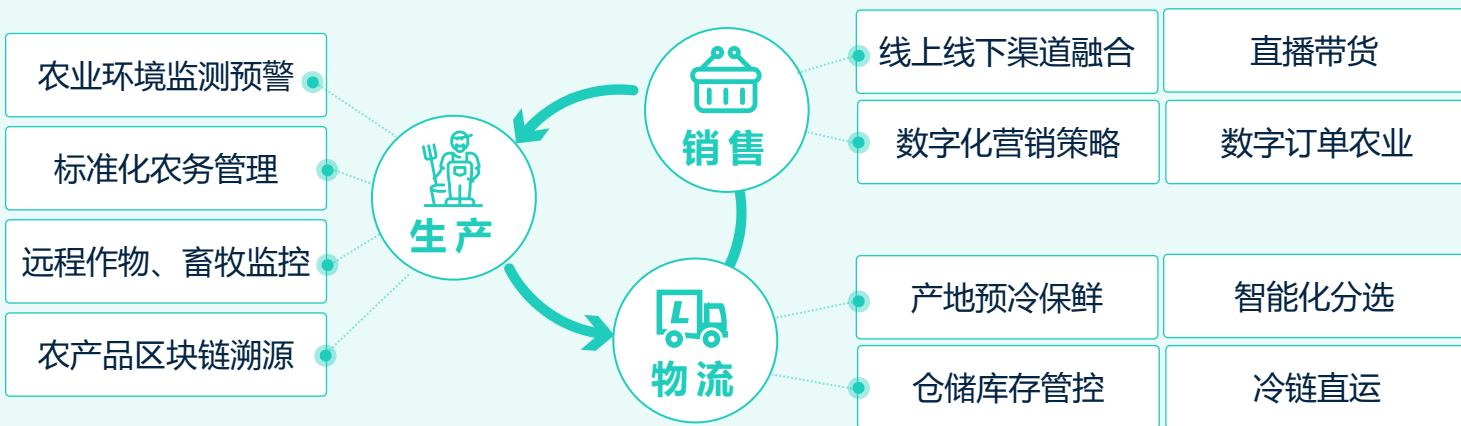 农业环境监测预警
标准化农务管理
远程作物、畜牧监控
农产品区块链溯源
生产
销售
线上线下渠道融合
直播带货
数字化营销策略
数字订单农业
物流
产地预冷保鲜
智能化分选
仓储库存管控
冷链直运